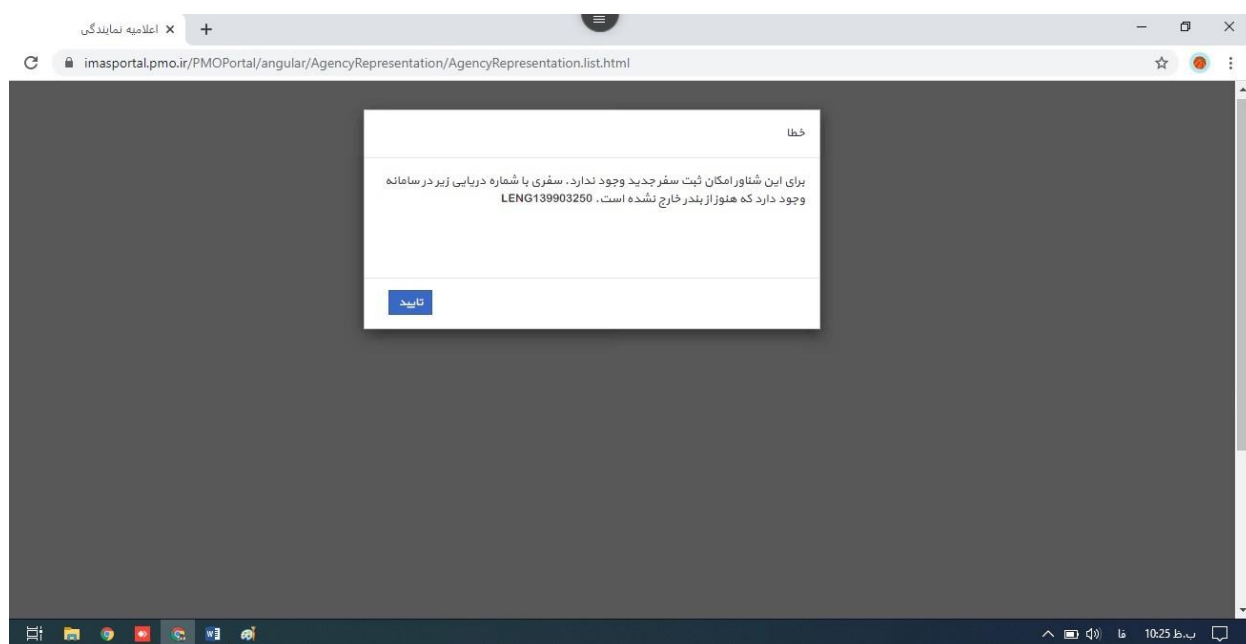 اعلامیه نمایندگی
imasportal.pmo.ir/PMOPortal/angular/AgencyRepresentation/AgencyRepresentation.list.html
خطا
برای این شناور امکان ثبت سفر جدید وجود ندارد. سفری با شماره دریایی زیر در سامانه
وجود دارد که هنوز از بندر خارج نشده است. LENG139903250
تایید
فا
10:25 ب.ظ